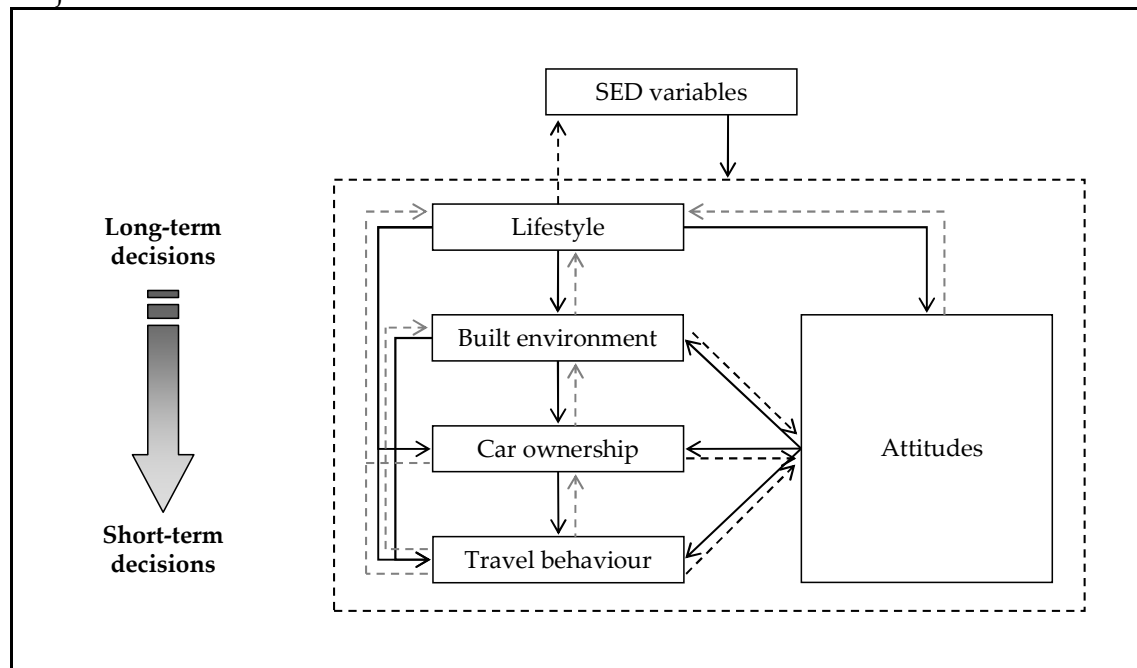 SED variables
Lifestyle
Long-term
decisions
Built environment
Car ownership
Attitudes
Short-term
decisions
Travel behaviour